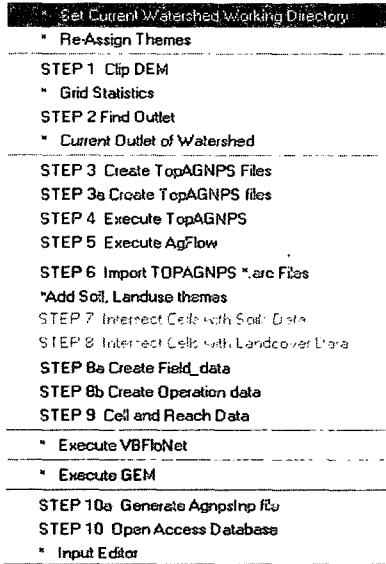 * Set Current Watershed Working Directory
* Re-Assign Themes
STEP 1 Clip DEM
* Grid Statistics
STEP 2 Find Outlet
* Current Outlet of Watershed
STEP 3 Create TopAGNPS Files
STEP 3a Create TopAGNPS files
STEP 4 Execute TopAGNPS
STEP 5 Execute AgFlow
STEP 6 Import TOPAGNPS *.arc Files
*Add Soil, Landuse themes
STEP 7 Intersect Cells with Soils Data
STEP 8 Intersect Cells with Landcover Data
STEP 8a Create Field_data
STEP 8b Create Operation data
STEP 9 Cell and Reach Data
* Execute VBFloNet
* Execute GEM
STEP 10a Generate AgnpsInp file
STEP 10 Open Access Database
* Input Editor